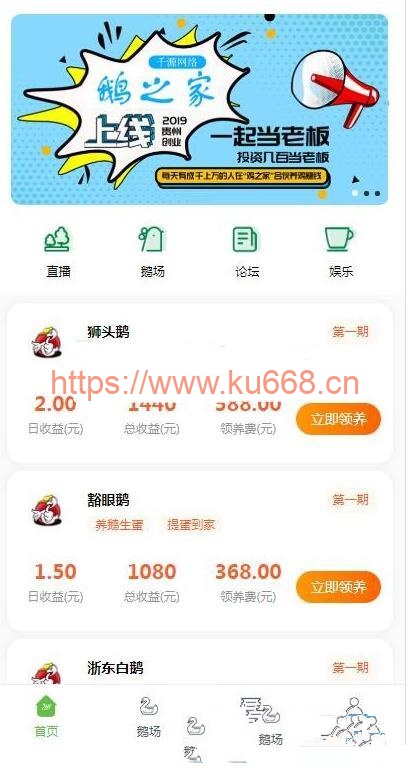 千源网络
鹅之家
上线
2019
贵州
创业
一起当老板
投资几百当老板
每天有成千上万的人在“鸡之家”合伙养鸡赚钱
直播
鹅场
论坛
娱乐
狮头鹅
第一期
https://www.ku668.cn
2.00
1440
588.00
日收益(元)
总收益(元)
领养费(元)
立即领养
豁眼鹅
第一期
养鹅生蛋
提蛋到家
1.50
1080
368.00
日收益(元)
总收益(元)
领养费(元)
立即领养
浙东白鹅
第一期
首页
鹅场
鹅场